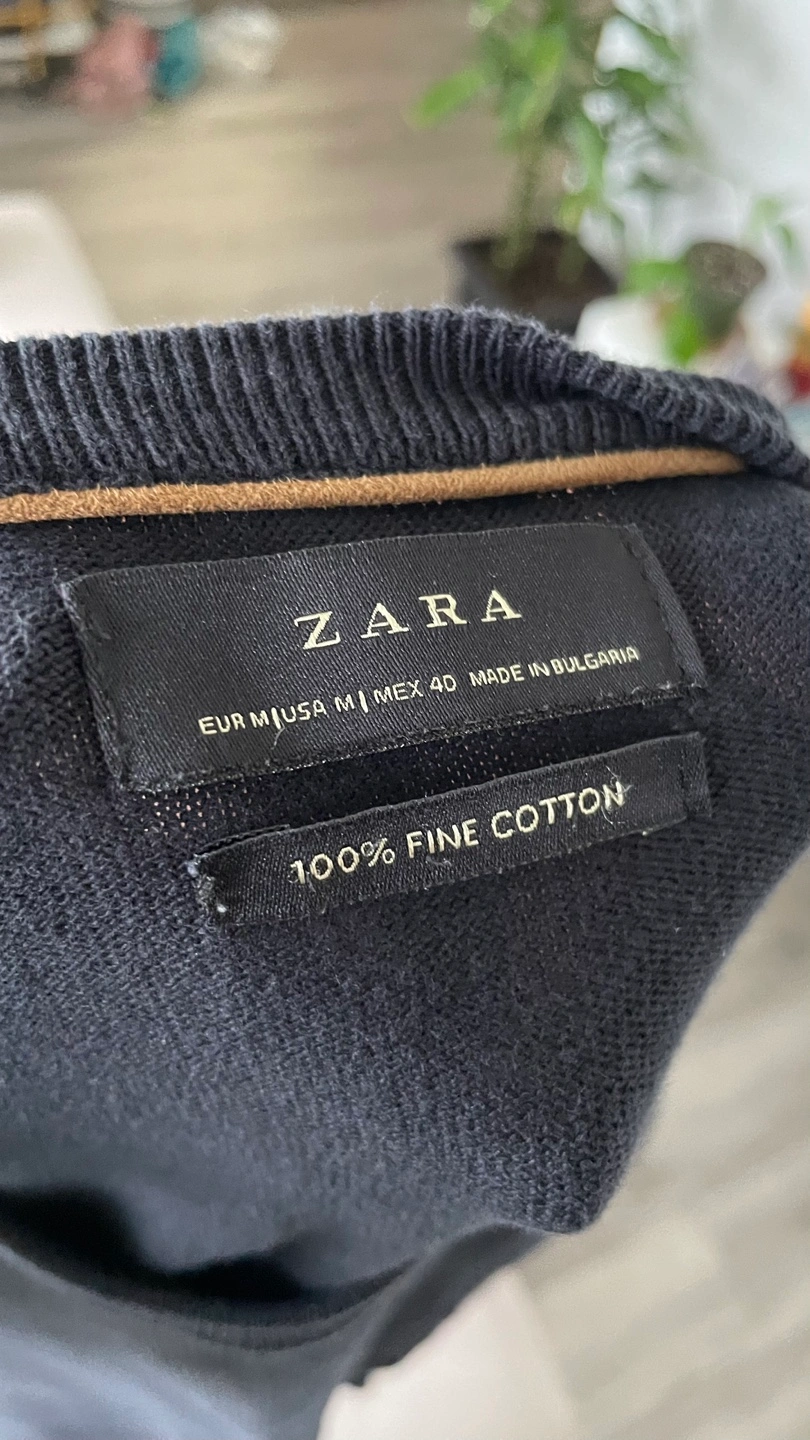 ZARA
EUR M|USA M|MEX 40 MADE IN BULGARIA
100% FINE COTTON